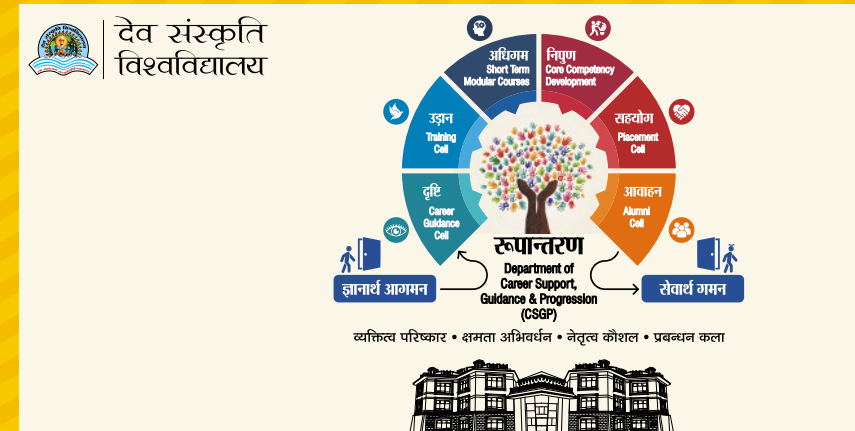 देव संस्कृति
विश्वविद्यालय
अधिगम
Short Term
Modular Courses
निपुण
Core Competency
Development
उड़ान
Training
Cell
सहयोग
Placement
Cell
दृष्टि
Career
Guidance
Cell
आवाहन
Alumni
Cell
रूपान्तरण
Department of
Career Support,
Guidance & Progression
(CSGP)
ज्ञानार्थ आगमन
सेवार्थ गमन
व्यक्तित्व परिष्कार • क्षमता अभिवर्धन • नेतृत्व कौशल • प्रबन्धन कला